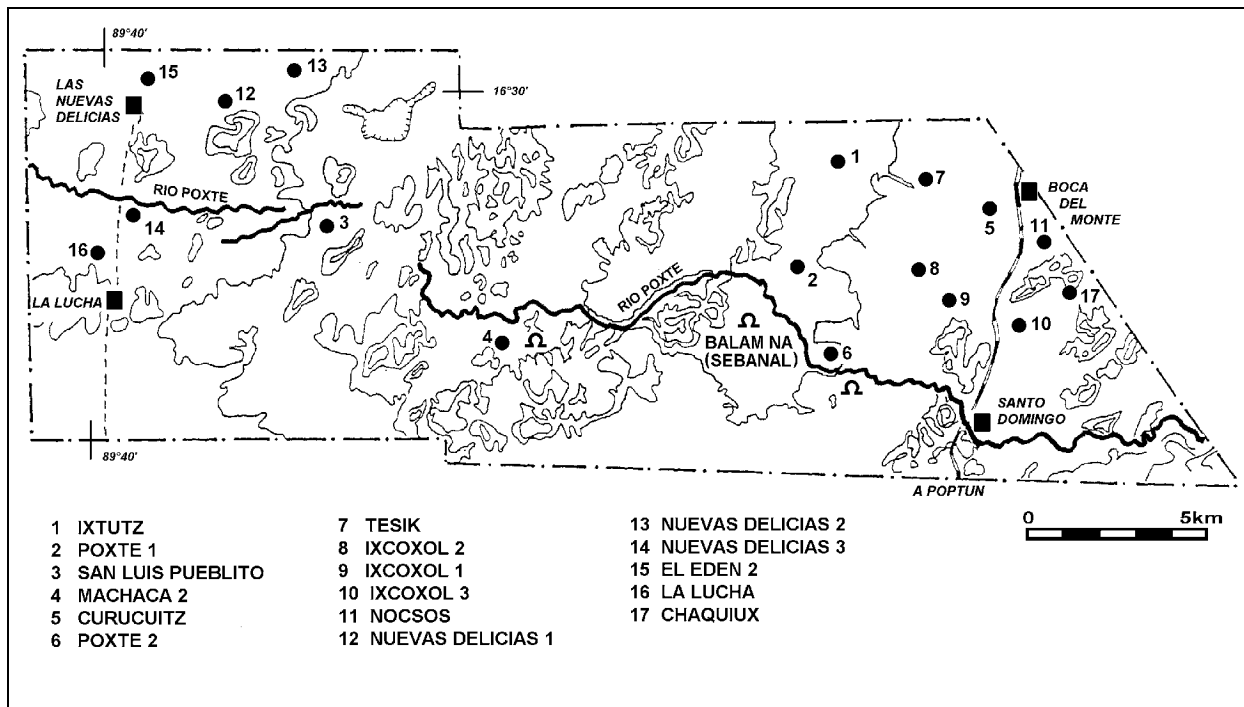 89°40'
15
13
LAS
NUEVAS
DELICIAS
12
16°30'
1
7
BOCA
DEL
MONTE
RIO POXTE
14
3
5
11
16
2
8
RIO POXTE
9
17
LA LUCHA
10
4
Ω
Ω
BALAM NA
(SEBANAL)
6
Ω
SANTO
DOMINGO
89°40'
A POPTUN
0 5km
1 IXTUTZ
2 POXTE 1
3 SAN LUIS PUEBLITO
4 MACHACA 2
5 CURUCUITZ
6 POXTE 2
7 TESIK
8 IXCOXOL 2
9 IXCOXOL 1
10 IXCOXOL 3
11 NOCSOS
12 NUEVAS DELICIAS 1
13 NUEVAS DELICIAS 2
14 NUEVAS DELICIAS 3
15 EL EDEN 2
16 LA LUCHA
17 CHAQUIUX